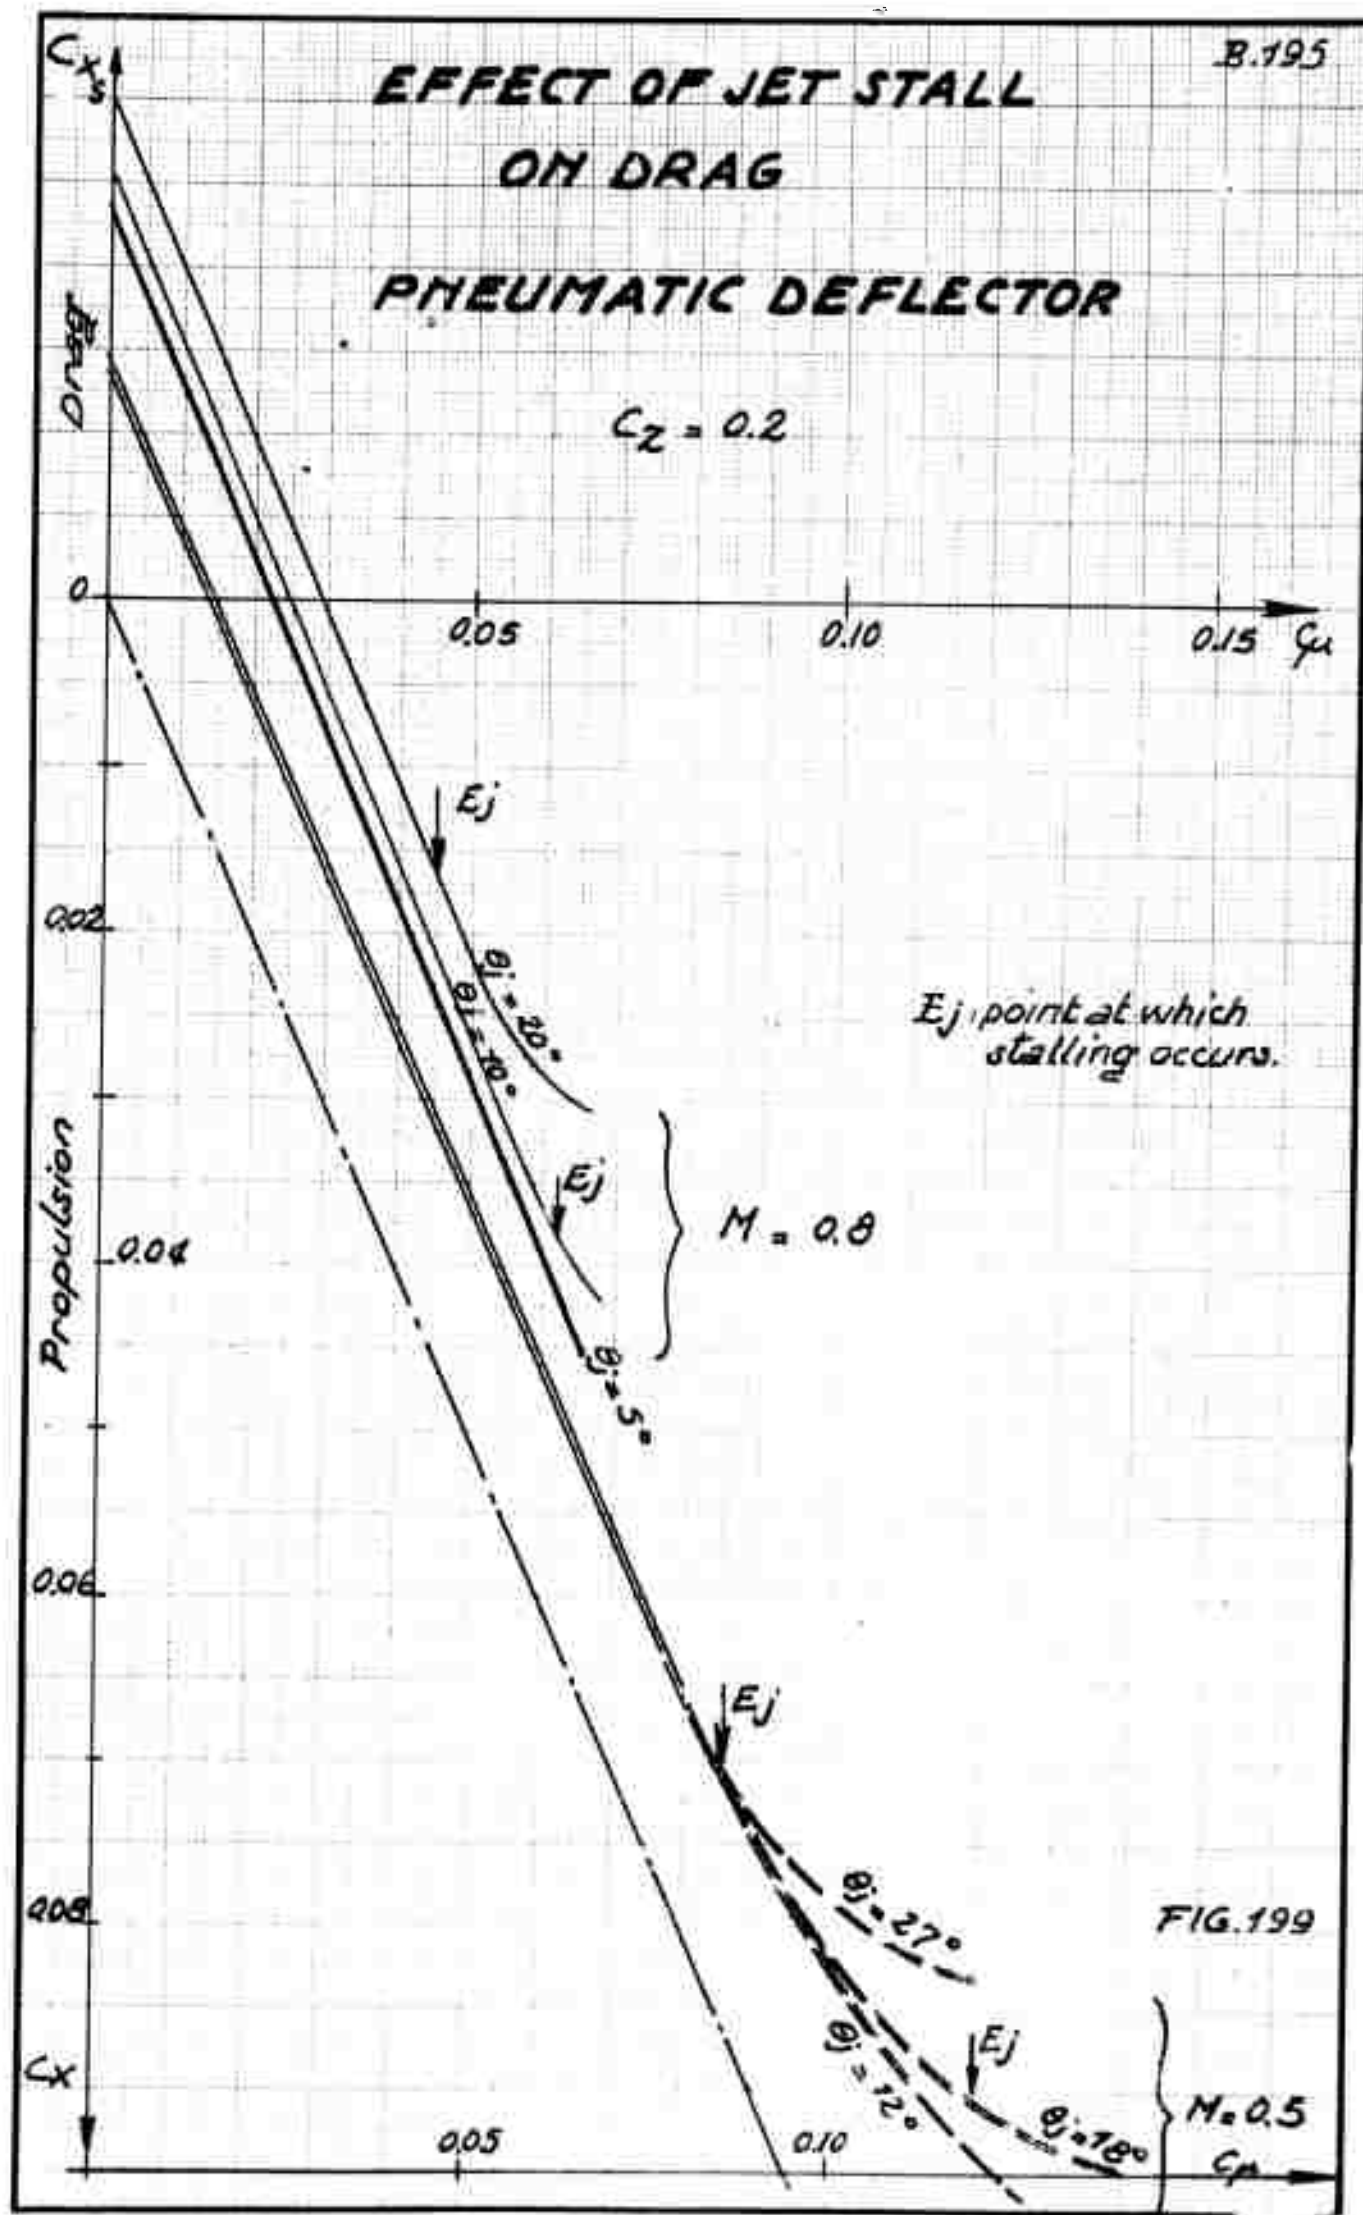 B.195
Cxs
EFFECT OF JET STALL
ON DRAG
PNEUMATIC DEFLECTOR
Drag
Cz = 0.2
0
0.05
0.10
0.15
Cμ
Ej
0.02
θj = 20°
θj = 10°
Ej point at which
stalling occurs.
Propulsion
Ej
M = 0.8
0.04
θj = 5°
0.06
Ej
θj = 27°
0.08
FIG.199
Ej
θj = 12°
Cx
θj = 18°
M = 0.5
0.05
0.10
Cμ